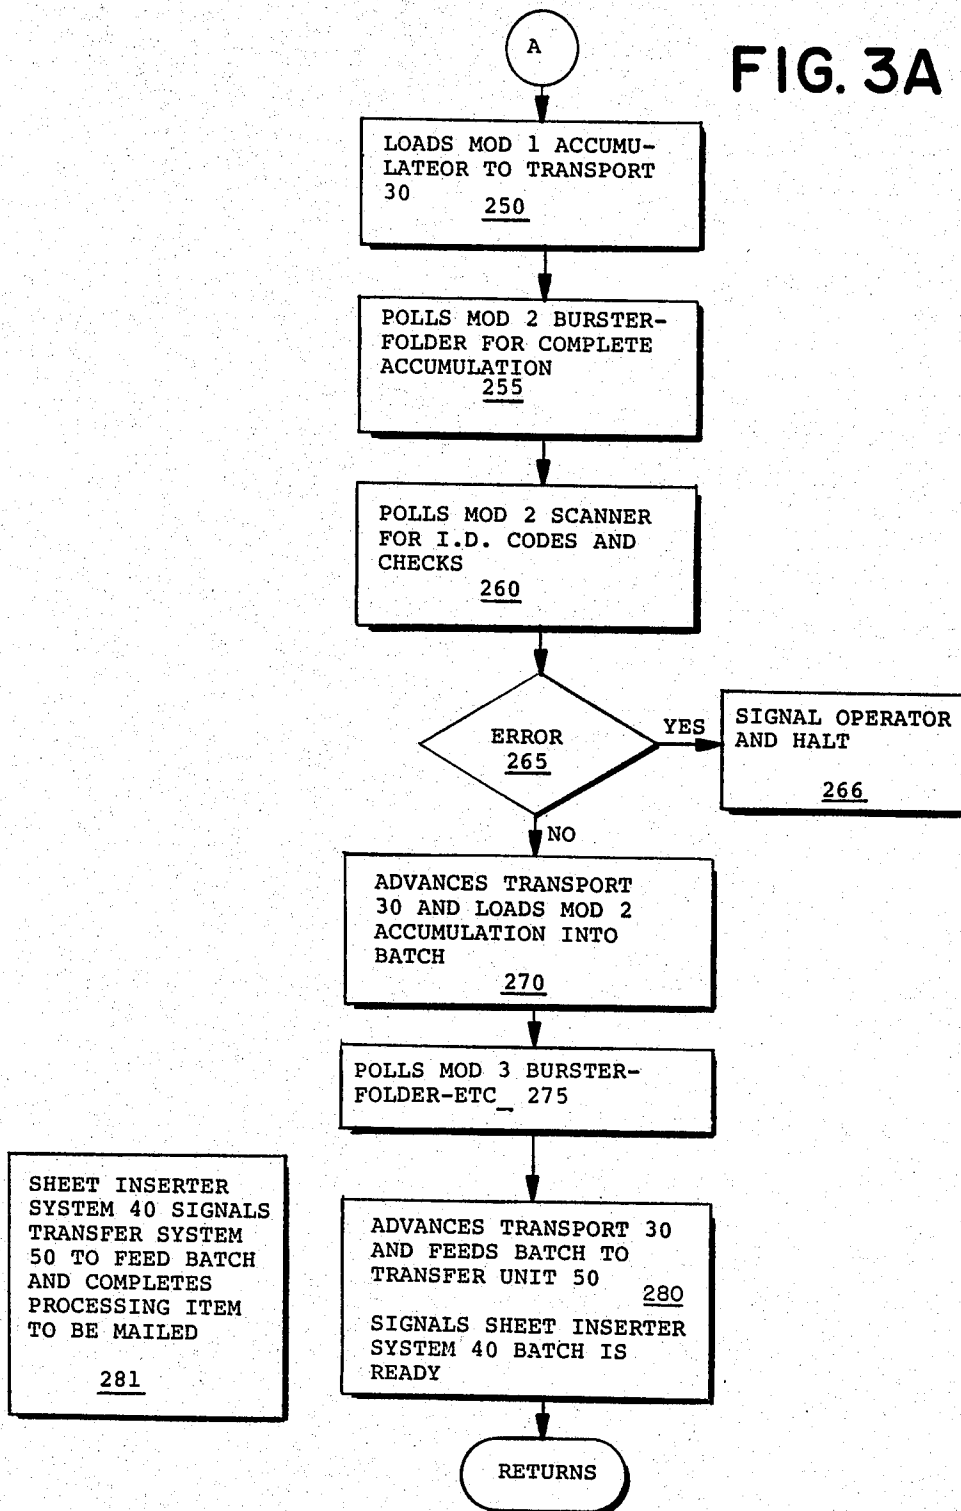 FIG. 3A
A
LOADS MOD 1 ACCUMU-
LATEOR TO TRANSPORT
30 250
POLLS MOD 2 BURSTER-
FOLDER FOR COMPLETE
ACCUMULATION
255
POLLS MOD 2 SCANNER
FOR I.D. CODES AND
CHECKS
260
ERROR
265
YES
SIGNAL OPERATOR
AND HALT
266
NO
ADVANCES TRANSPORT
30 AND LOADS MOD 2
ACCUMULATION INTO
BATCH
270
POLLS MOD 3 BURSTER-
FOLDER-ETC_ 275
SHEET INSERTER
SYSTEM 40 SIGNALS
TRANSFER SYSTEM
50 TO FEED BATCH
AND COMPLETES
PROCESSING ITEM
TO BE MAILED
281
ADVANCES TRANSPORT 30
AND FEEDS BATCH TO
TRANSFER UNIT 50
280
SIGNALS SHEET INSERTER
SYSTEM 40 BATCH IS
READY
RETURNS